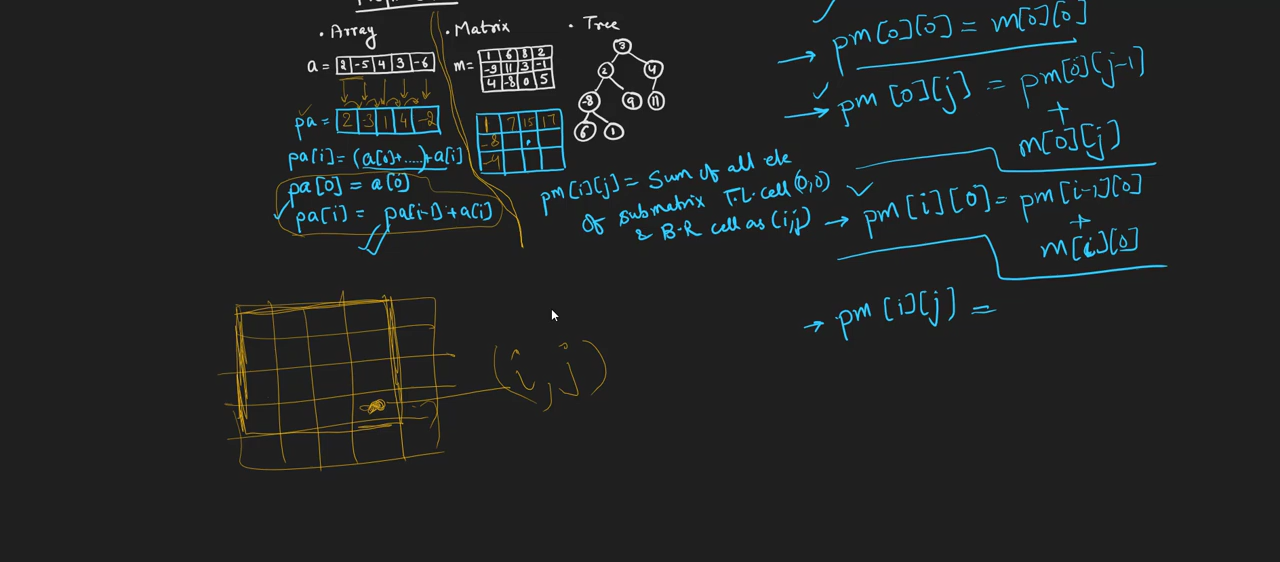 • Array
a = 2 -5 4 3 -6
pa = 2 -3 1 4 -2
pa[i] = (a[0]+.....)+a[i]
pa[0] = a[0]
pa[i] = pa[i-1] + a[i]
• Matrix
m =
1 6 8 2
-9 11 3 -1
4 -8 0 5
1 7 15 17
-8
-4
• Tree
3
2 4
-8 9 11
6 1
pm[i][j] = Sum of all ele
of submatrix T.L. cell (0,0)
& B-R cell as (i,j)
→ pm[0][0] = m[0][0]
→ pm[0][j] = pm[0][j-1]
+
m[0][j]
→ pm[i][0] = pm[i-1][0]
+
m[i][0]
→ pm[i][j] =
(i,j)